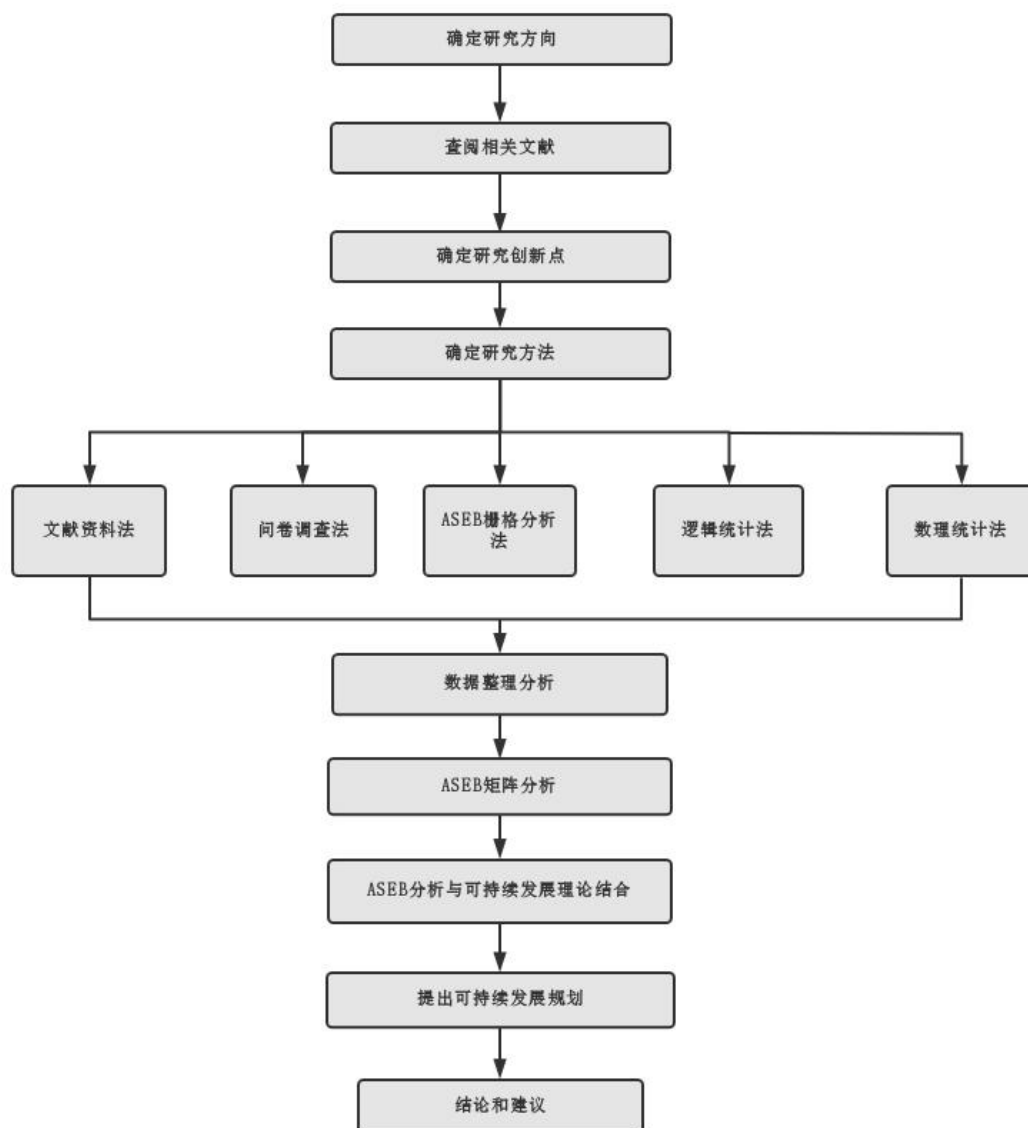 确定研究方向
查阅相关文献
确定研究创新点
确定研究方法
文献资料法
问卷调查法
ASEB栅格分析
法
逻辑统计法
数理统计法
数据整理分析
ASEB矩阵分析
ASEB分析与可持续发展理论结合
提出可持续发展规划
结论和建议